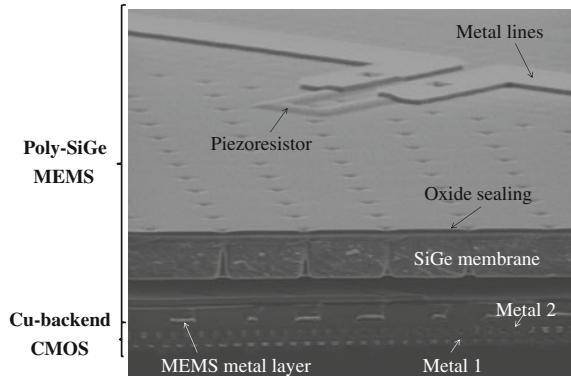 Metal lines
Piezoresistor
Poly-SiGe
MEMS
Oxide sealing
SiGe membrane
Metal 2
Cu-backend
CMOS
MEMS metal layer
Metal 1